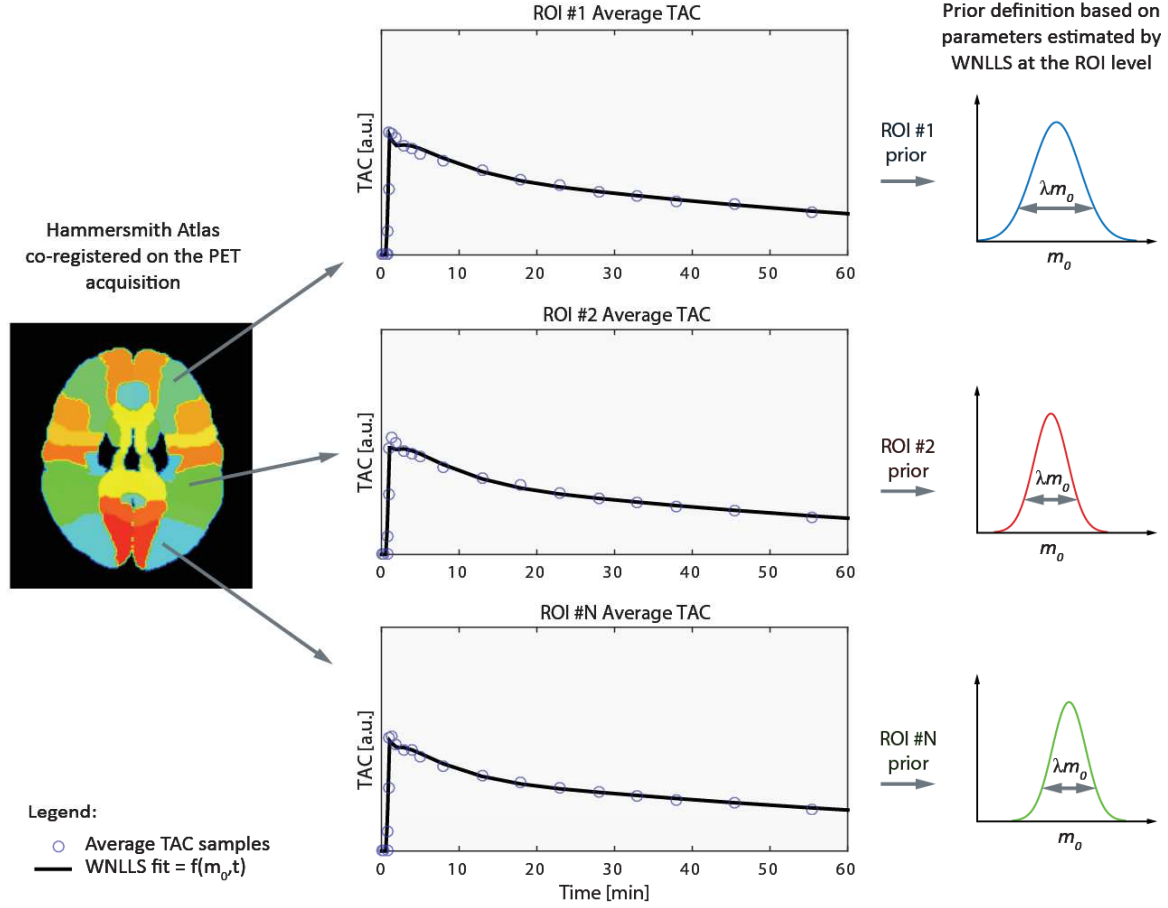 ROI #1 Average TAC
Prior definition based on
parameters estimated by
WNLLS at the ROI level
TAC [a.u.]
0 10 20 30 40 50 60
ROI #1
prior
λm₀
m₀
Hammersmith Atlas
co-registered on the PET
acquisition
ROI #2 Average TAC
TAC [a.u.]
0 10 20 30 40 50 60
ROI #2
prior
λm₀
m₀
ROI #N Average TAC
TAC [a.u.]
0 10 20 30 40 50 60
Time [min]
ROI #N
prior
λm₀
m₀
Legend:
Average TAC samples
WNLLS fit = f(m₀,t)